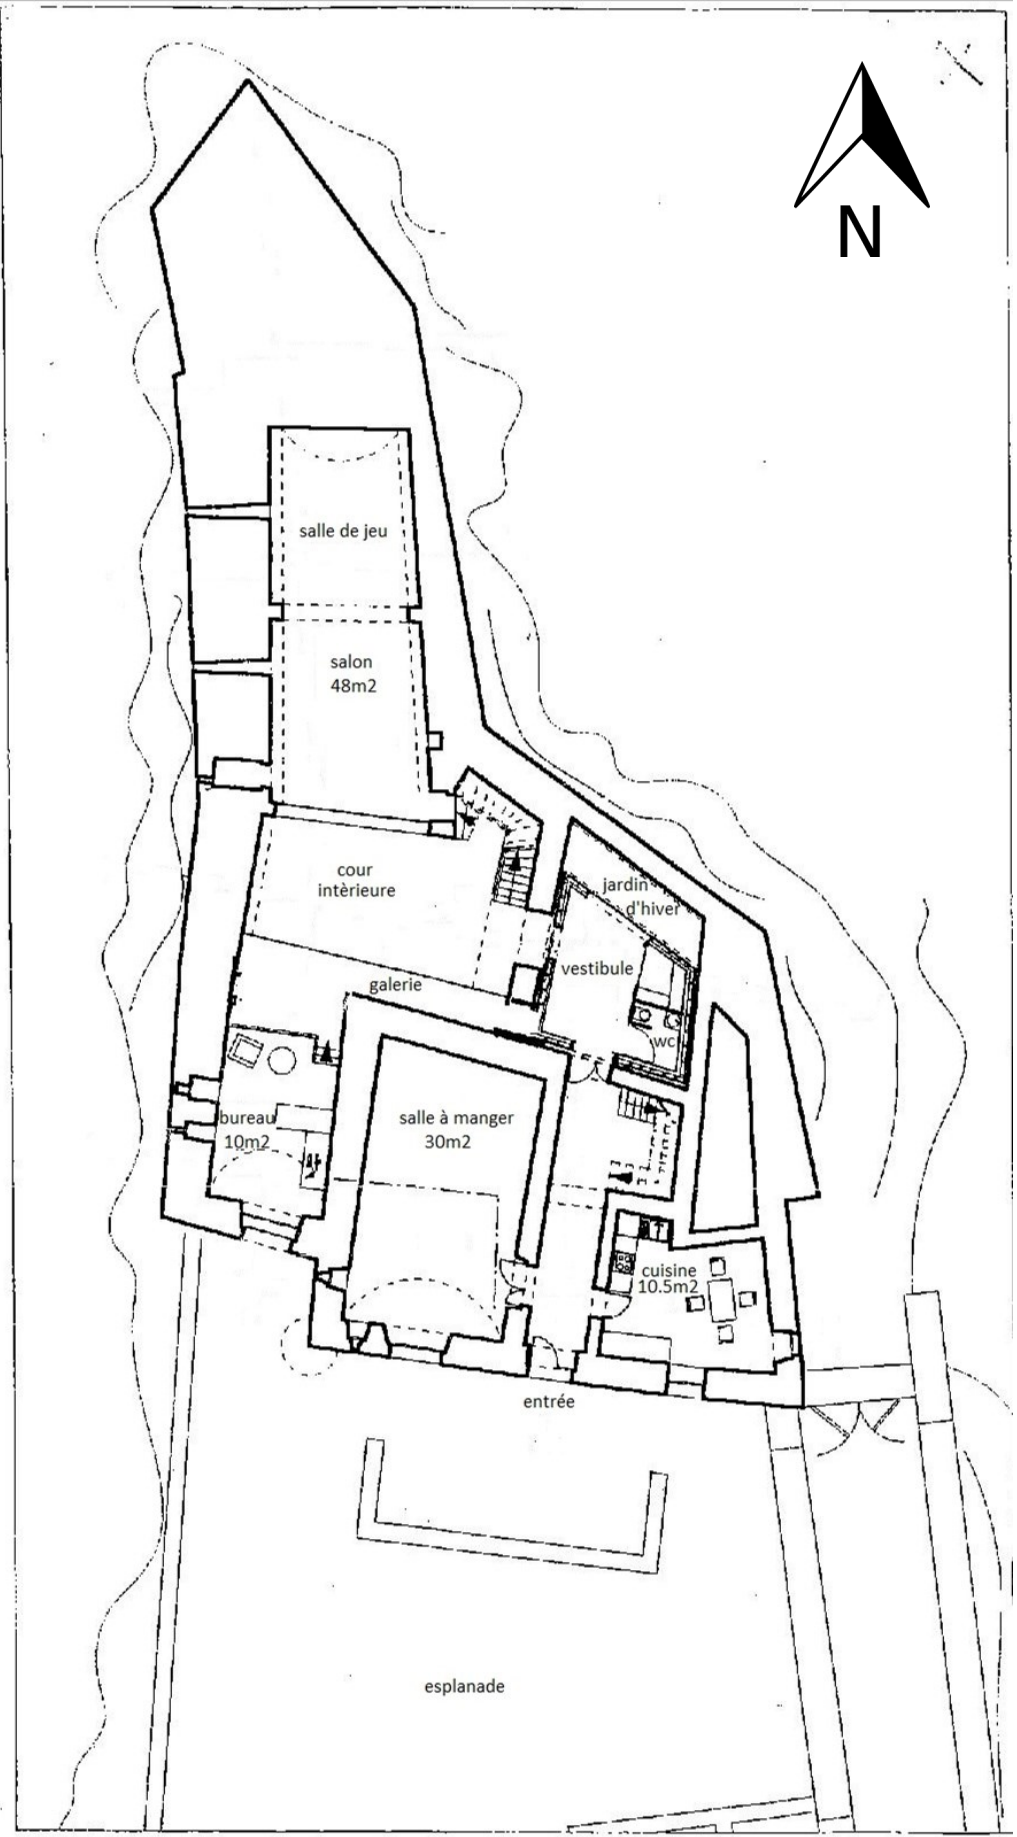 N
salle de jeu
salon
48m2
cour
intèrieure
jardin
d'hiver
vestibule
galerie
wc
bureau
10m2
salle à manger
30m2
cuisine
10.5m2
entrée
esplanade